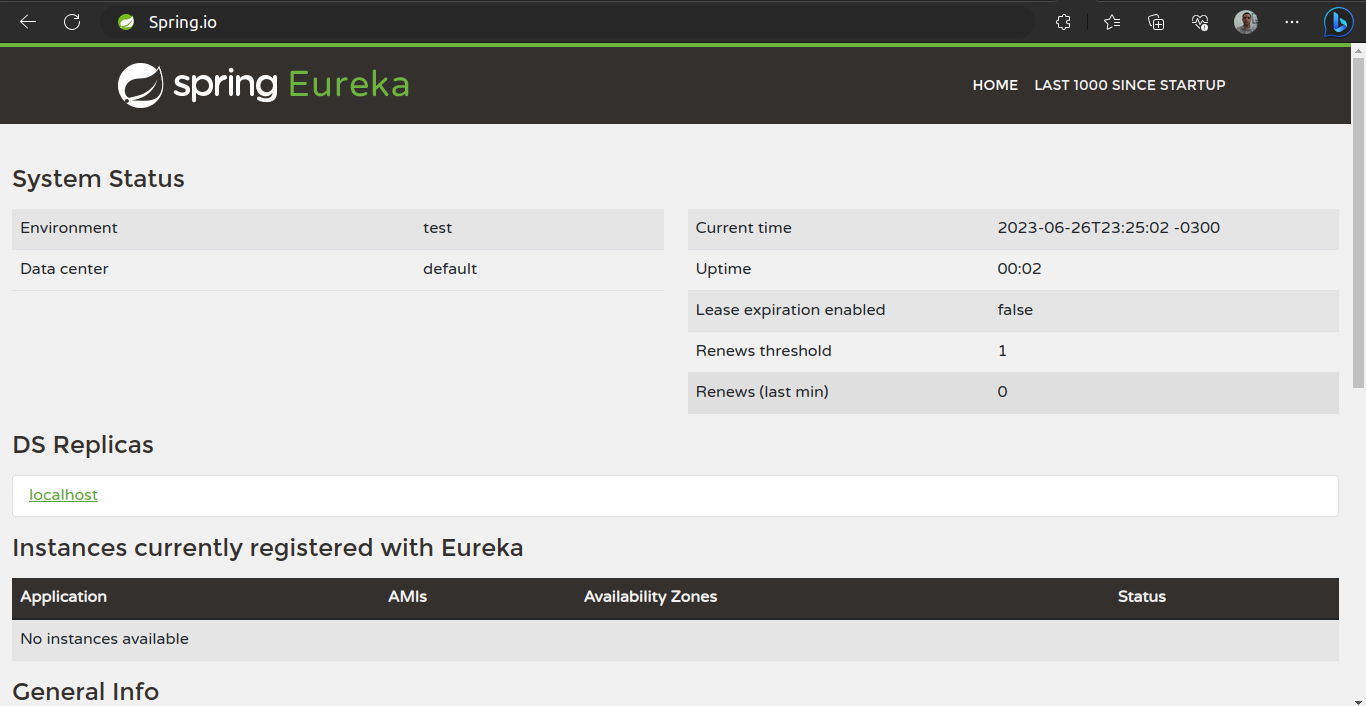 Spring.io
spring Eureka
HOME LAST 1000 SINCE STARTUP
System Status
Environment test
Data center default
Current time 2023-06-26T23:25:02 -0300
Uptime 00:02
Lease expiration enabled false
Renews threshold 1
Renews (last min) 0
DS Replicas
localhost
Instances currently registered with Eureka
Application AMIs Availability Zones Status
No instances available
General Info